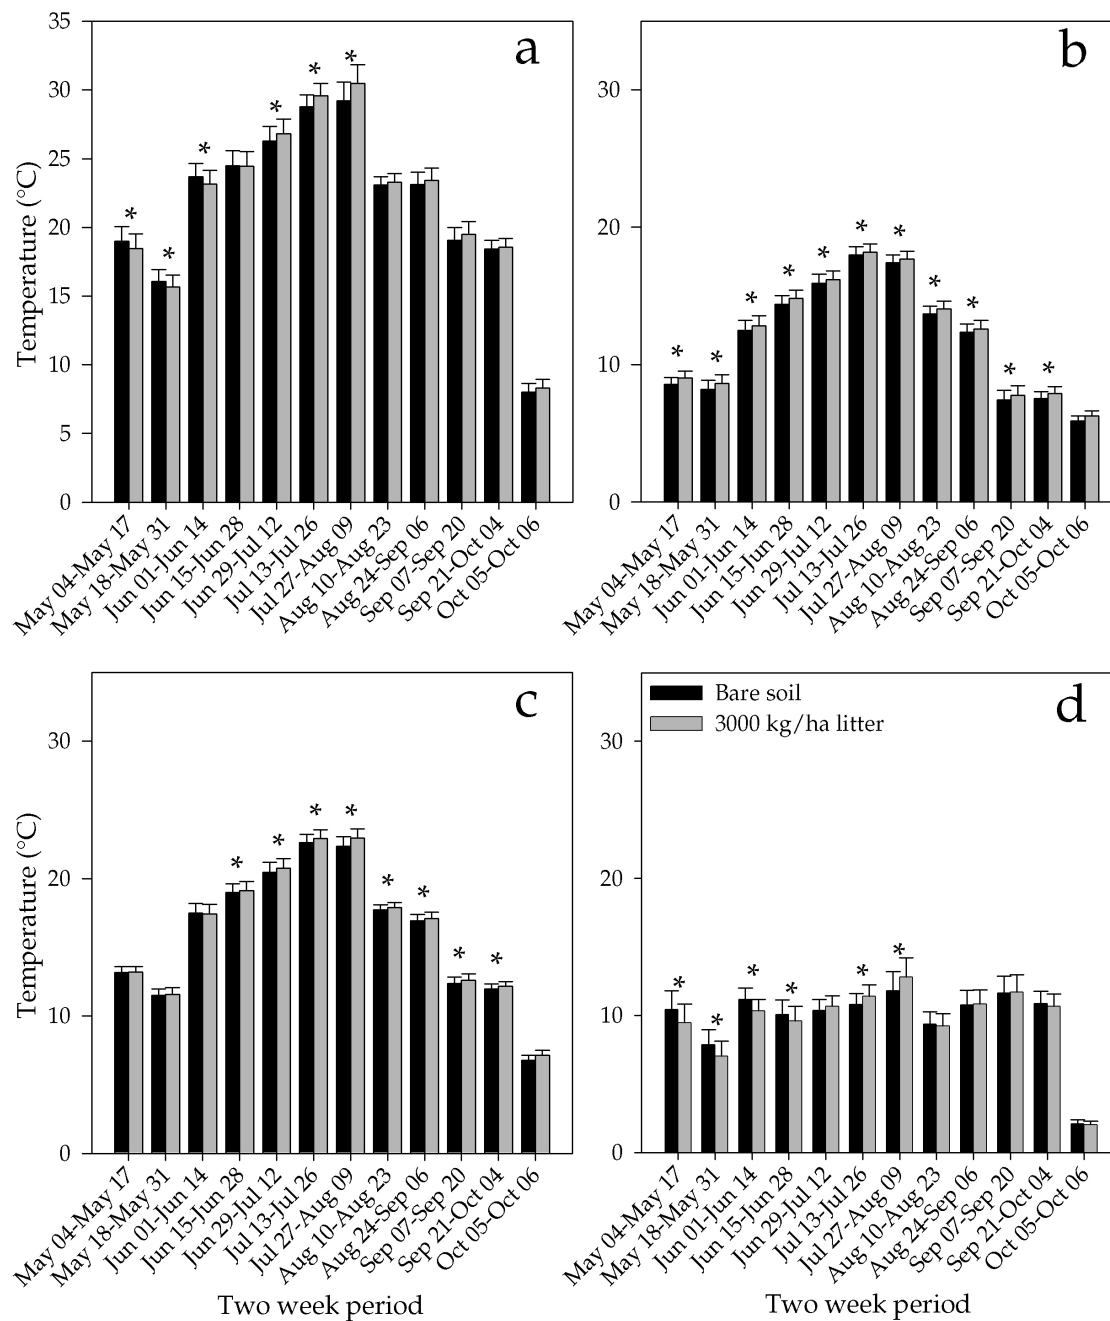 a
35
30
25
20
15
10
5
0
Temperature (°C)
* * * * * *
May 04-May 17
May 18-May 31
Jun 01-Jun 14
Jun 15-Jun 28
Jun 29-Jul 12
Jul 13-Jul 26
Jul 27-Aug 09
Aug 10-Aug 23
Aug 24-Sep 06
Sep 07-Sep 20
Sep 21-Oct 04
Oct 05-Oct 06
b
30
20
10
0
* * * * * * * * * * *
May 04-May 17
May 18-May 31
Jun 01-Jun 14
Jun 15-Jun 28
Jun 29-Jul 12
Jul 13-Jul 26
Jul 27-Aug 09
Aug 10-Aug 23
Aug 24-Sep 06
Sep 07-Sep 20
Sep 21-Oct 04
Oct 05-Oct 06
c
30
20
10
0
Temperature (°C)
* * * * * * * *
May 04-May 17
May 18-May 31
Jun 01-Jun 14
Jun 15-Jun 28
Jun 29-Jul 12
Jul 13-Jul 26
Jul 27-Aug 09
Aug 10-Aug 23
Aug 24-Sep 06
Sep 07-Sep 20
Sep 21-Oct 04
Oct 05-Oct 06
Two week period
d
Bare soil
3000 kg/ha litter
30
20
10
0
* * * * * *
May 04-May 17
May 18-May 31
Jun 01-Jun 14
Jun 15-Jun 28
Jun 29-Jul 12
Jul 13-Jul 26
Jul 27-Aug 09
Aug 10-Aug 23
Aug 24-Sep 06
Sep 07-Sep 20
Sep 21-Oct 04
Oct 05-Oct 06
Two week period